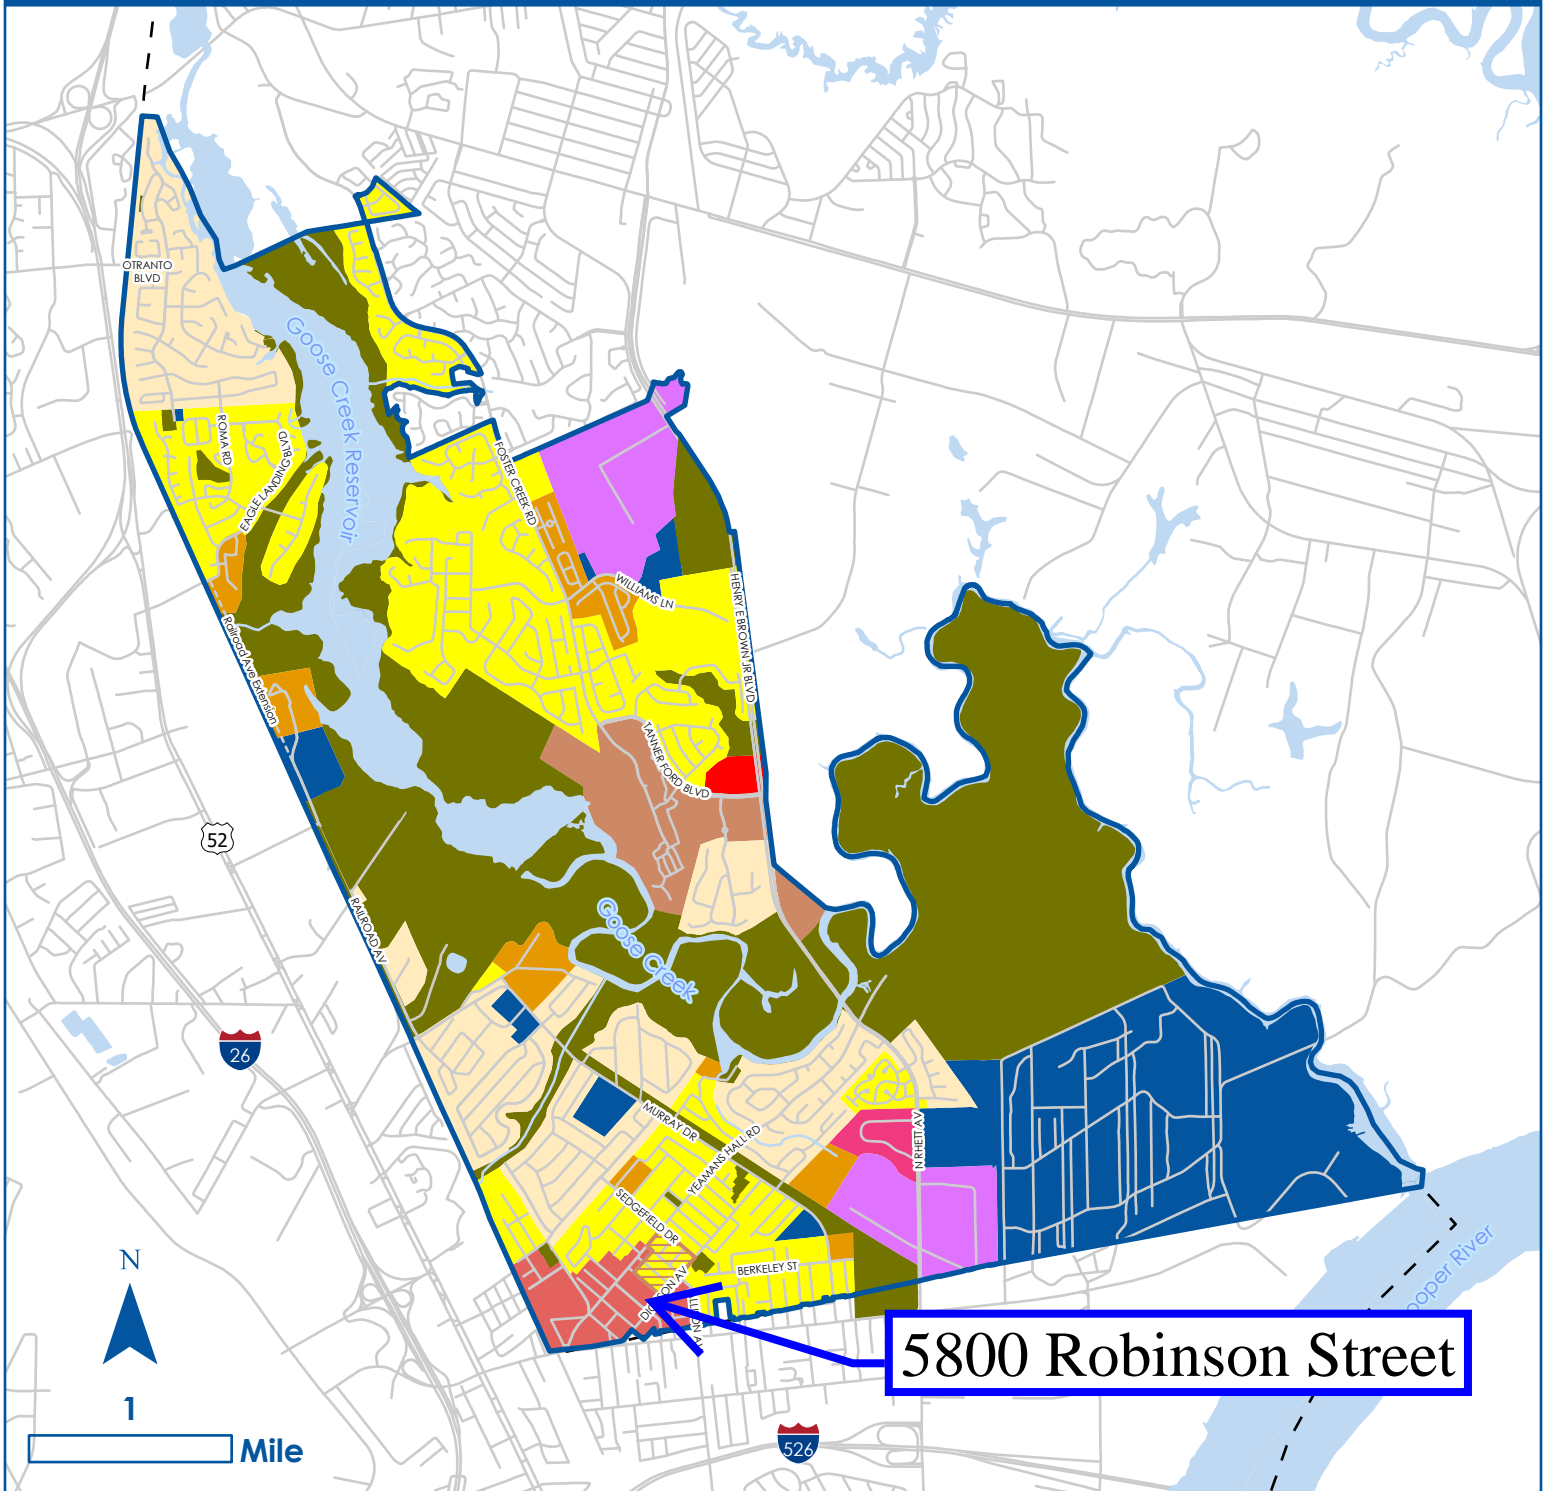 OTRANTO
BLVD
Goose Creek Reservoir
ROMA RD
EAGLE LANDING BLVD
FOSTER CREEK RD
WILLIAMS LN
HENRY E BROWN JR BLVD
Railroad Ave Extension
TANNER FORD BLVD
52
RAILROAD AV
Goose Creek
26
MURRAY DR
YEAMANS HALL RD
N RHETT AV
SEDGEFIELD DR
BERKELEY ST
N
5800 Robinson Street
1
Mile
526